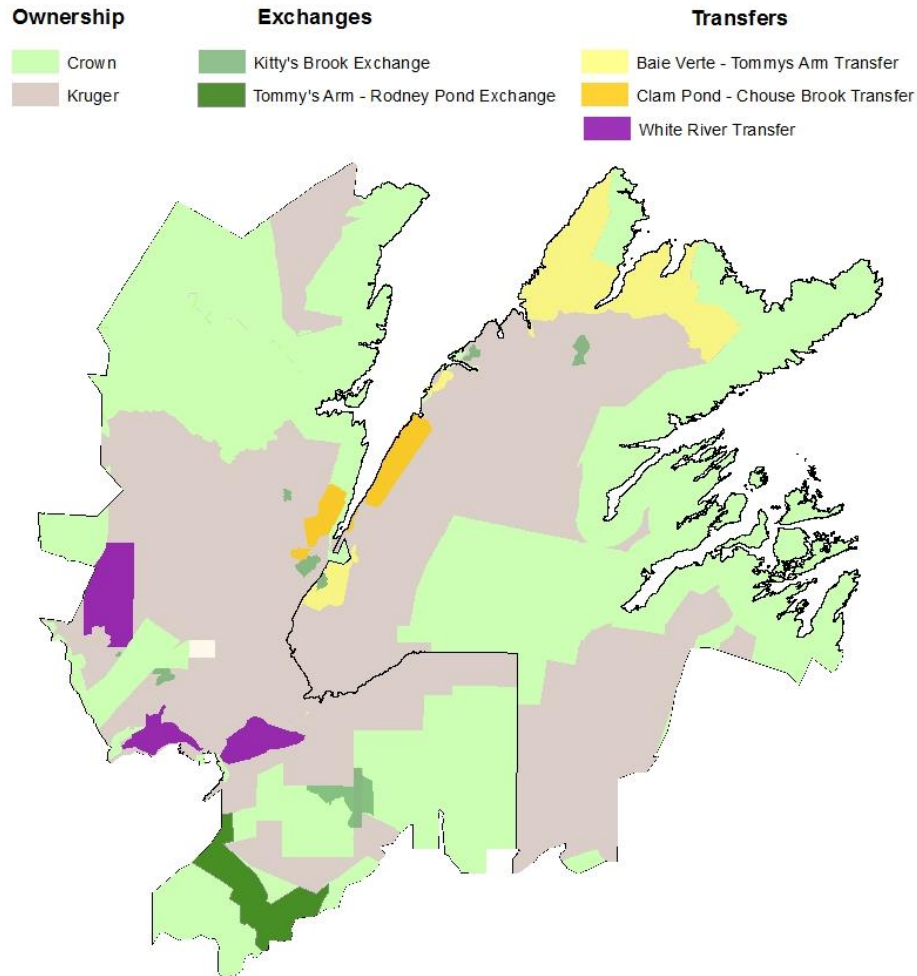 Ownership
Exchanges
Transfers
Crown
Kitty's Brook Exchange
Baie Verte - Tommys Arm Transfer
Kruger
Tommy's Arm - Rodney Pond Exchange
Clam Pond - Chouse Brook Transfer
White River Transfer